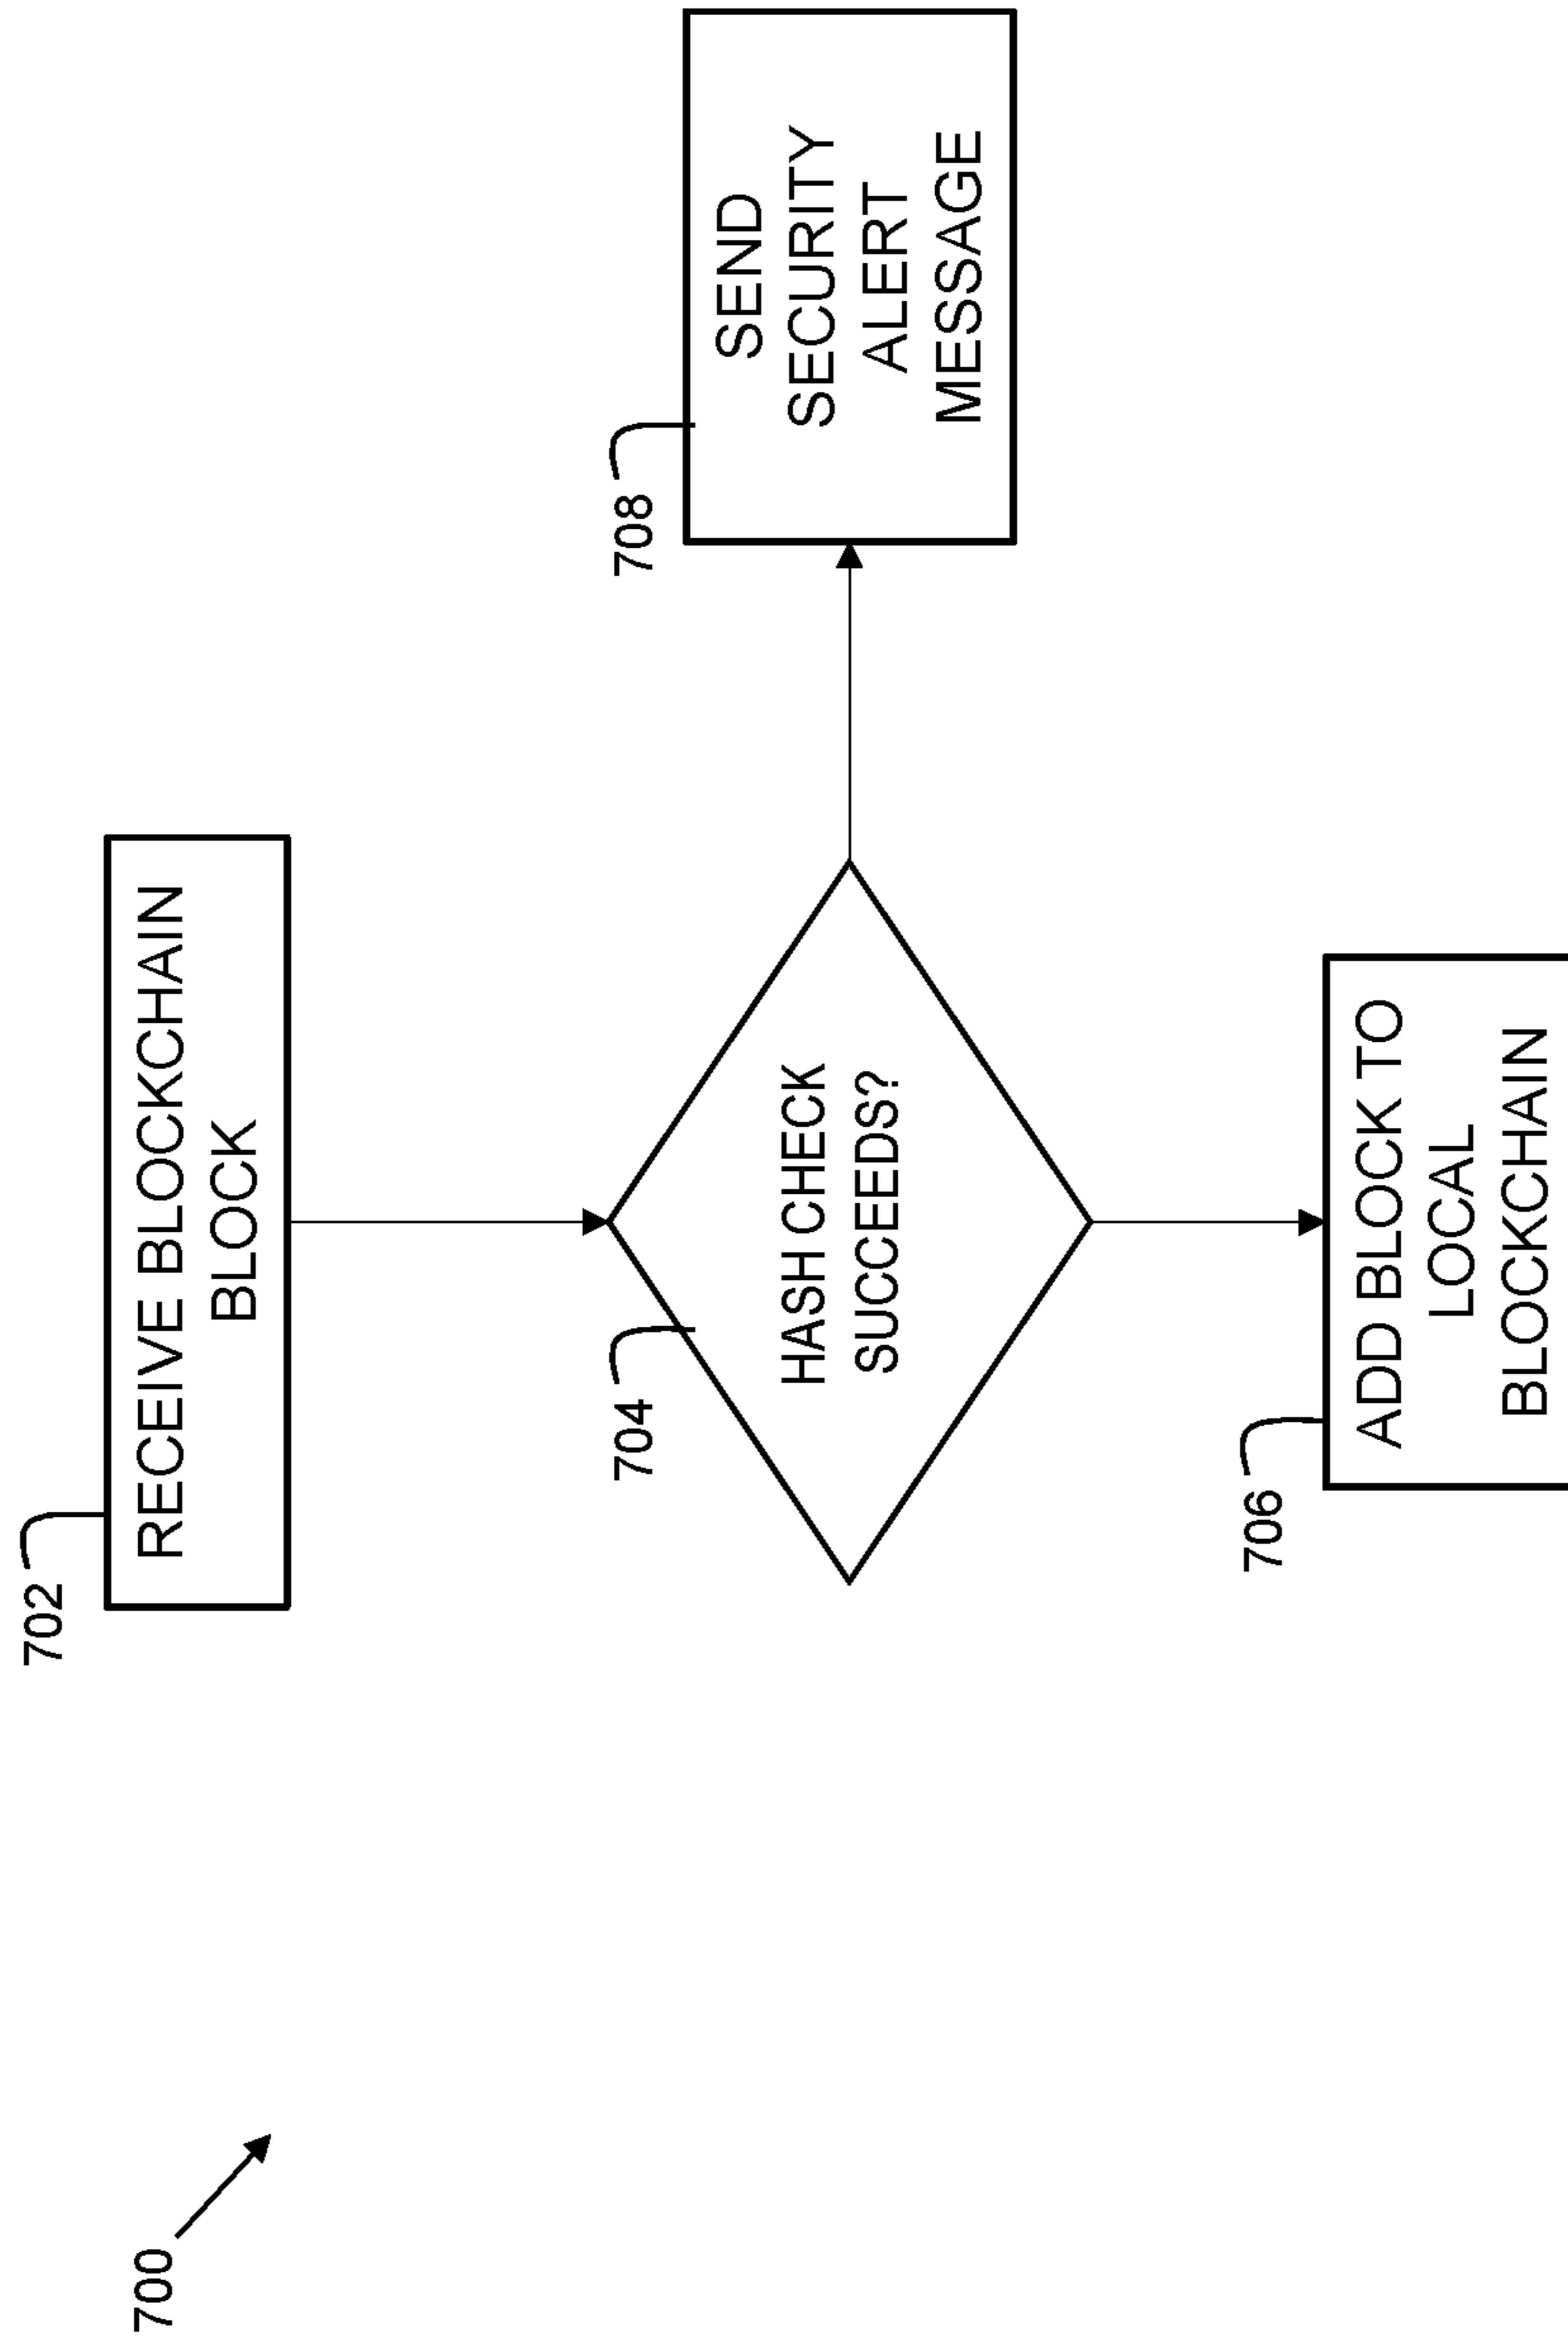 700
702
RECEIVE BLOCKCHAIN
BLOCK
704
HASH CHECK
SUCCEEDS?
708
SEND
SECURITY
ALERT
MESSAGE
706
ADD BLOCK TO
LOCAL
BLOCKCHAIN